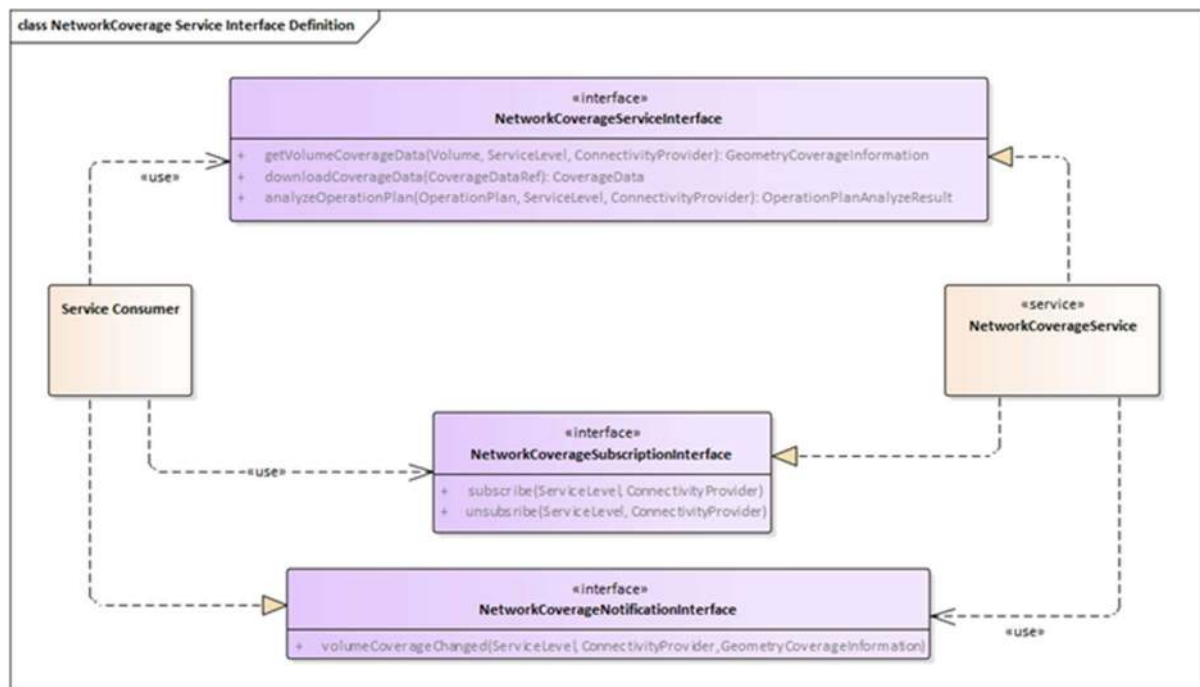 class NetworkCoverage Service Interface Definition
«interface»
NetworkCoverageServiceInterface
+ getVolumeCoverageData(Volume, ServiceLevel, ConnectivityProvider): GeometryCoverageInformation
+ downloadCoverageData(CoverageDataRef): CoverageData
+ analyzeOperationPlan(OperationPlan, ServiceLevel, ConnectivityProvider): OperationPlanAnalyzeResult
«use»
Service Consumer
«service»
NetworkCoverageService
«interface»
NetworkCoverageSubscriptionInterface
+ subscribe(ServiceLevel, ConnectivityProvider)
+ unsubsribe(ServiceLevel, ConnectivityProvider)
«use»
«interface»
NetworkCoverageNotificationInterface
+ volumeCoverageChanged(ServiceLevel, ConnectivityProvider,GeometryCoverageInformation)
«use»